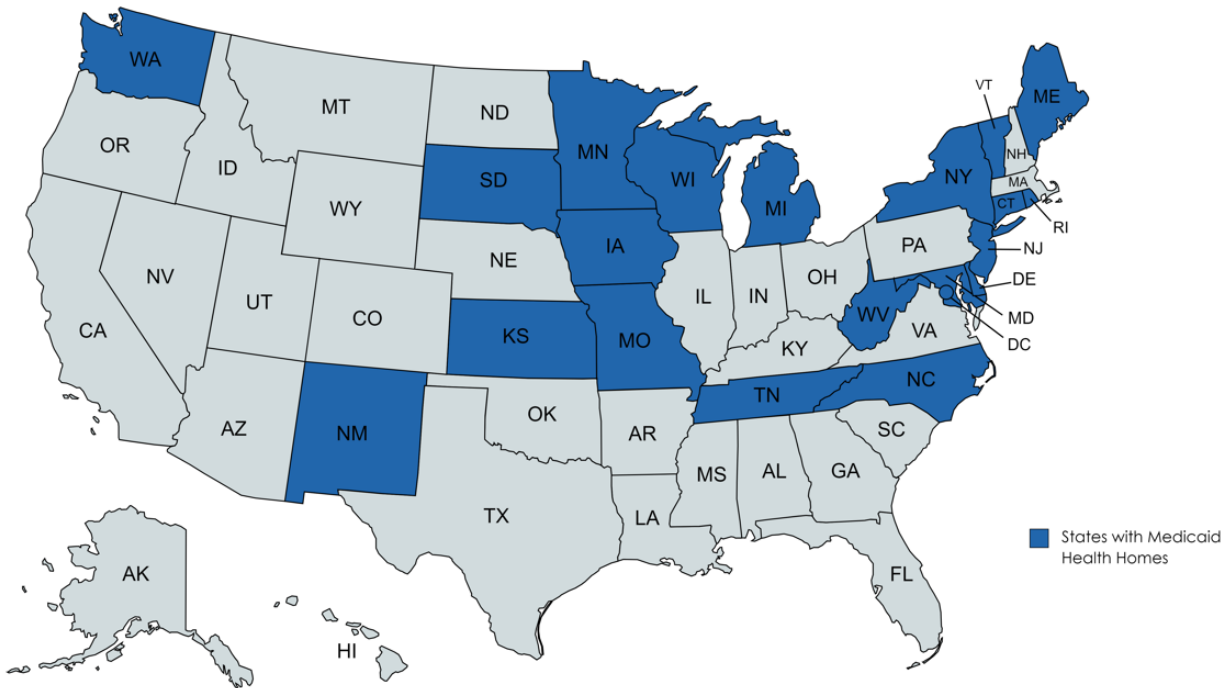 WA
MT
ND
MN
VT
ME
OR
ID
SD
WI
MI
NY
NH
MA
CT
RI
WY
IA
PA
NJ
NE
NV
UT
CO
IL
IN
OH
DE
WV
MD
VA
DC
CA
KS
MO
KY
AZ
NM
OK
AR
TN
NC
SC
TX
LA
MS
AL
GA
FL
AK
HI
States with Medicaid
Health Homes